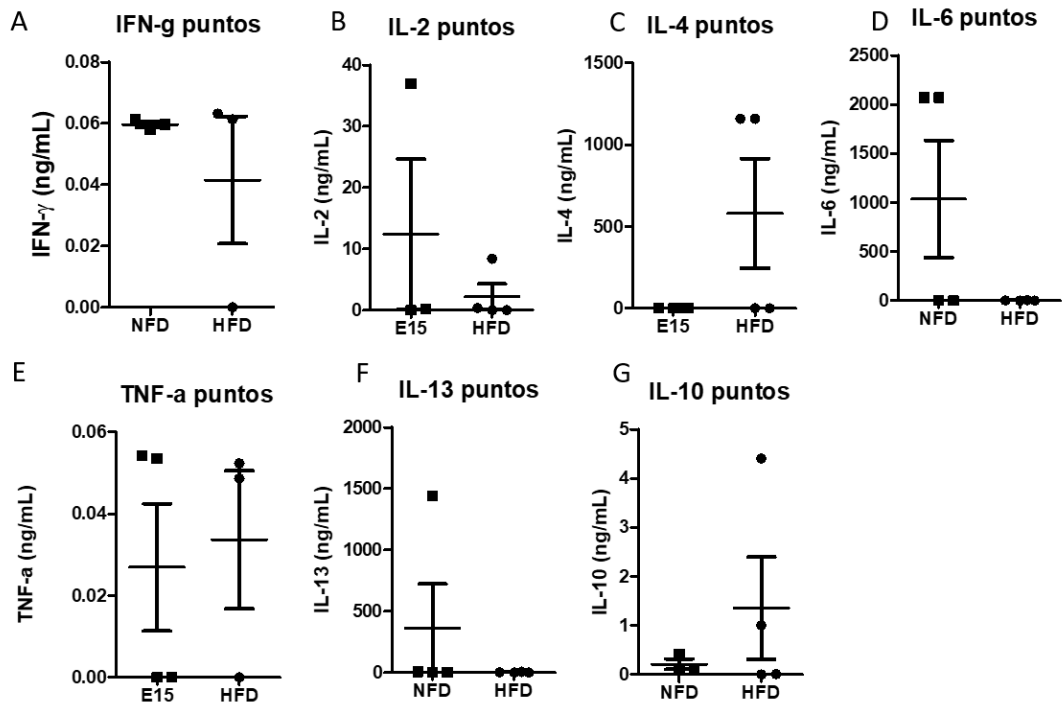 A
IFN-g puntos
IFN-γ (ng/mL)
0.08
0.06
0.04
0.02
0.00
NFD HFD
B
IL-2 puntos
IL-2 (ng/mL)
40
30
20
10
0
E15 HFD
C
IL-4 puntos
IL-4 (ng/mL)
1500
1000
500
0
E15 HFD
D
IL-6 puntos
IL-6 (ng/mL)
2500
2000
1500
1000
500
0
NFD HFD
E
TNF-a puntos
TNF-a (ng/mL)
0.06
0.04
0.02
0.00
E15 HFD
F
IL-13 puntos
IL-13 (ng/mL)
2000
1500
1000
500
0
NFD HFD
G
IL-10 puntos
IL-10 (ng/mL)
5
4
3
2
1
0
NFD HFD